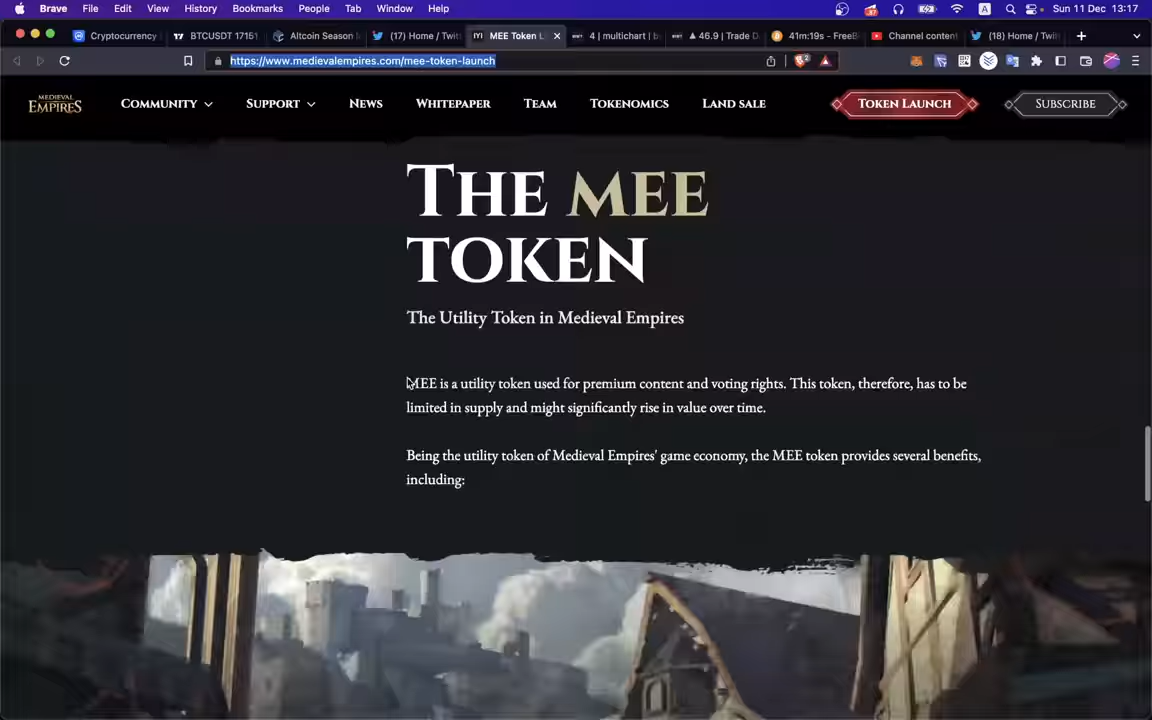 Brave File Edit View History Bookmarks People Tab Window Help Sun 11 Dec 13:17
Cryptocurrency BTCUSDT 17151 Altcoin Season (17) Home / Twit MEE Token L 4 | multichart | b ▲ 46.9 | Trade D 41m:19s - FreeB Channel content (18) Home / Twit
https://www.medievalempires.com/mee-token-launch
MEDIEVAL
EMPIRES
COMMUNITY SUPPORT NEWS WHITEPAPER TEAM TOKENOMICS LAND SALE TOKEN LAUNCH SUBSCRIBE
THE MEE
TOKEN
The Utility Token in Medieval Empires
MEE is a utility token used for premium content and voting rights. This token, therefore, has to be
limited in supply and might significantly rise in value over time.
Being the utility token of Medieval Empires' game economy, the MEE token provides several benefits,
including: